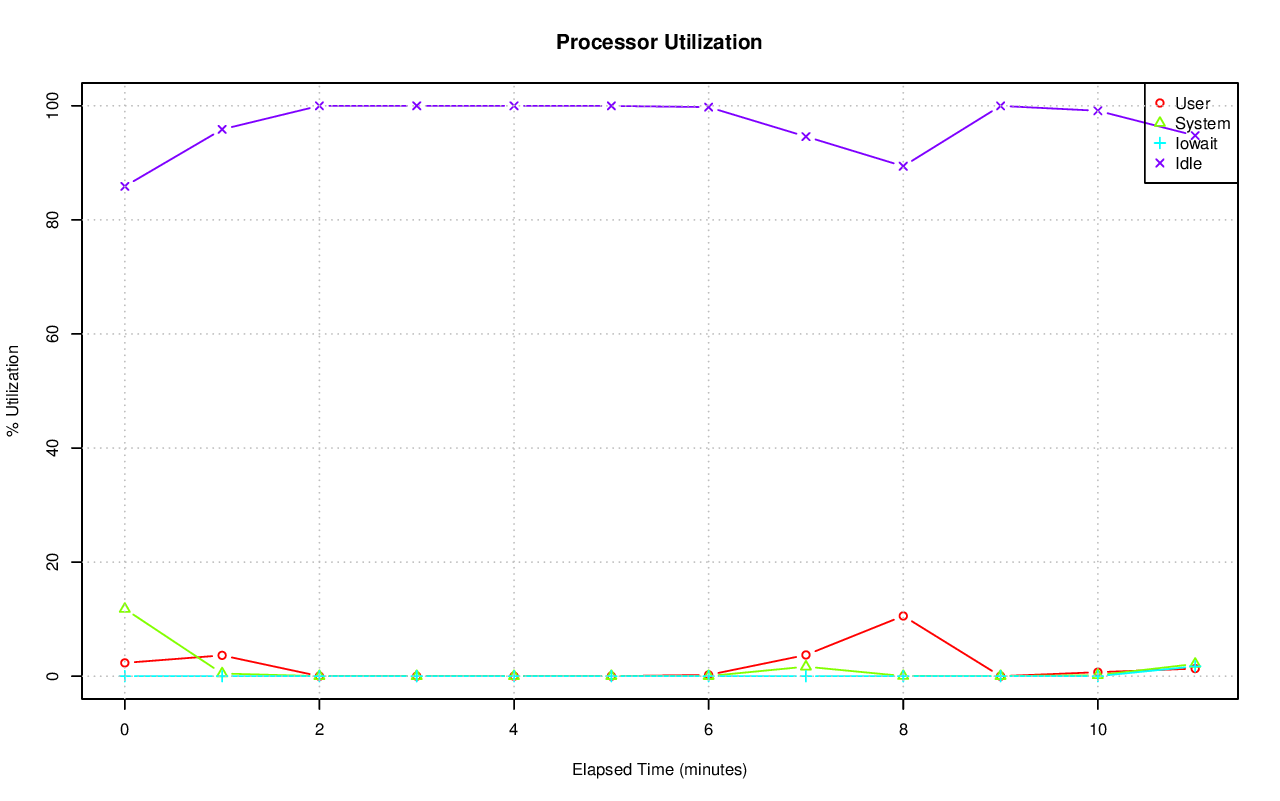 Processor Utilization
% Utilization
100
80
60
40
20
0
User
System
Iowait
Idle
0 2 4 6 8 10
Elapsed Time (minutes)